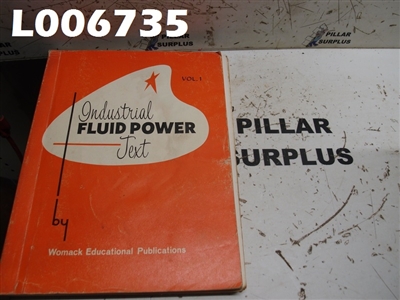 L006735
PILLAR
SURPLUS
PILLAR
SURPLUS
VOL. 1
Industrial
FLUID POWER
Text
by
Womack Educational Publications
PILLAR
SURPLUS